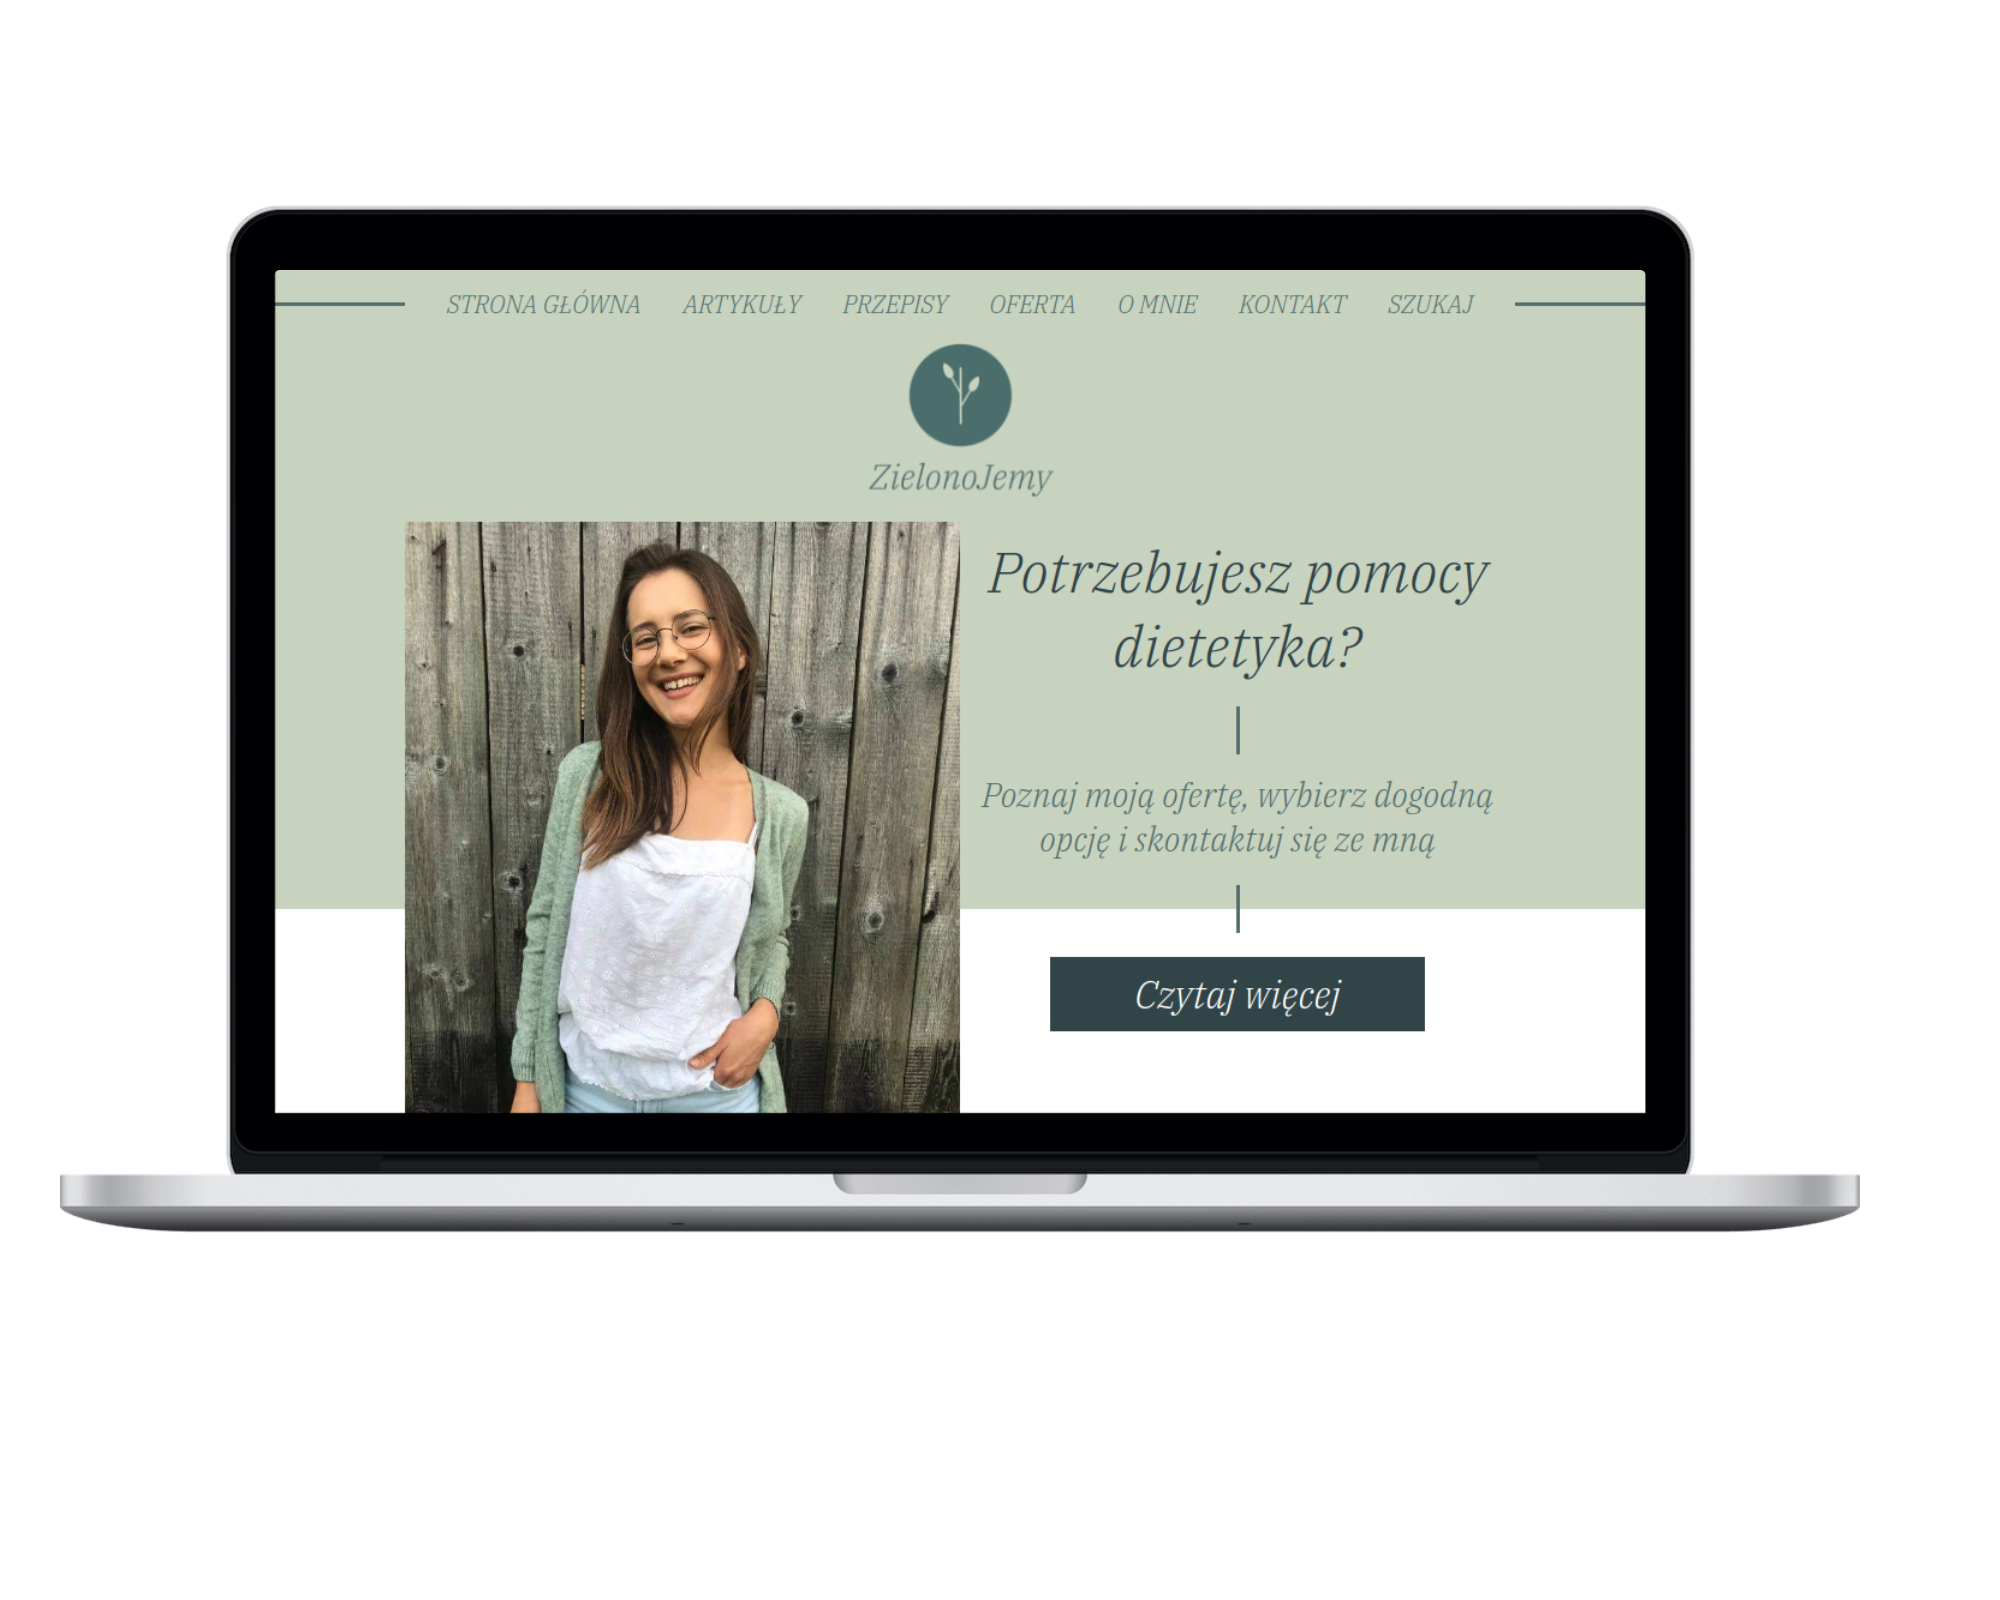 STRONA GŁÓWNA ARTYKUŁY PRZEPISY OFERTA O MNIE KONTAKT SZUKAJ
ZielonoJemy
Potrzebujesz pomocy
dietetyka?
Poznaj moją ofertę, wybierz dogodną
opcję i skontaktuj się ze mną
Czytaj więcej